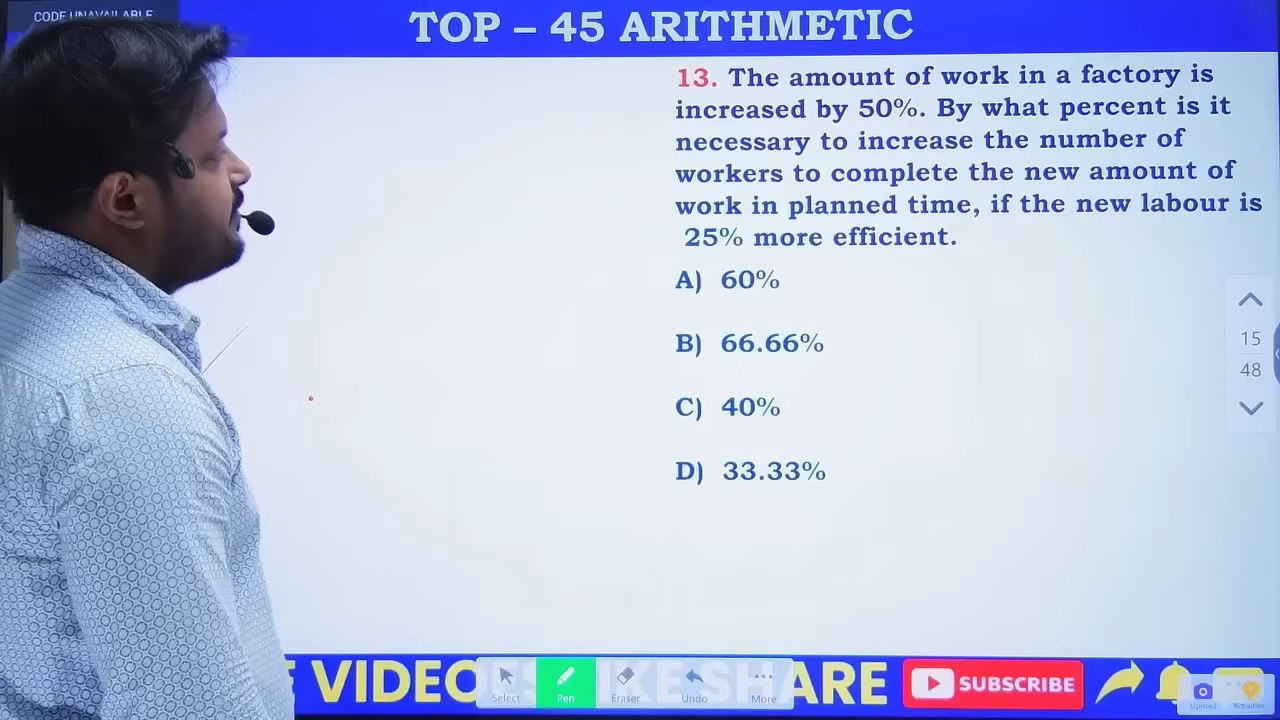 CODE UNAVAILABLE
TOP – 45 ARITHMETIC
13. The amount of work in a factory is
increased by 50%. By what percent is it
necessary to increase the number of
workers to complete the new amount of
work in planned time, if the new labour is
25% more efficient.
A) 60%
B) 66.66%
C) 40%
D) 33.33%
15
48
VIDEO
SUBSCRIBE
Select
Pen
Eraser
Undo
More
Upload
Activities